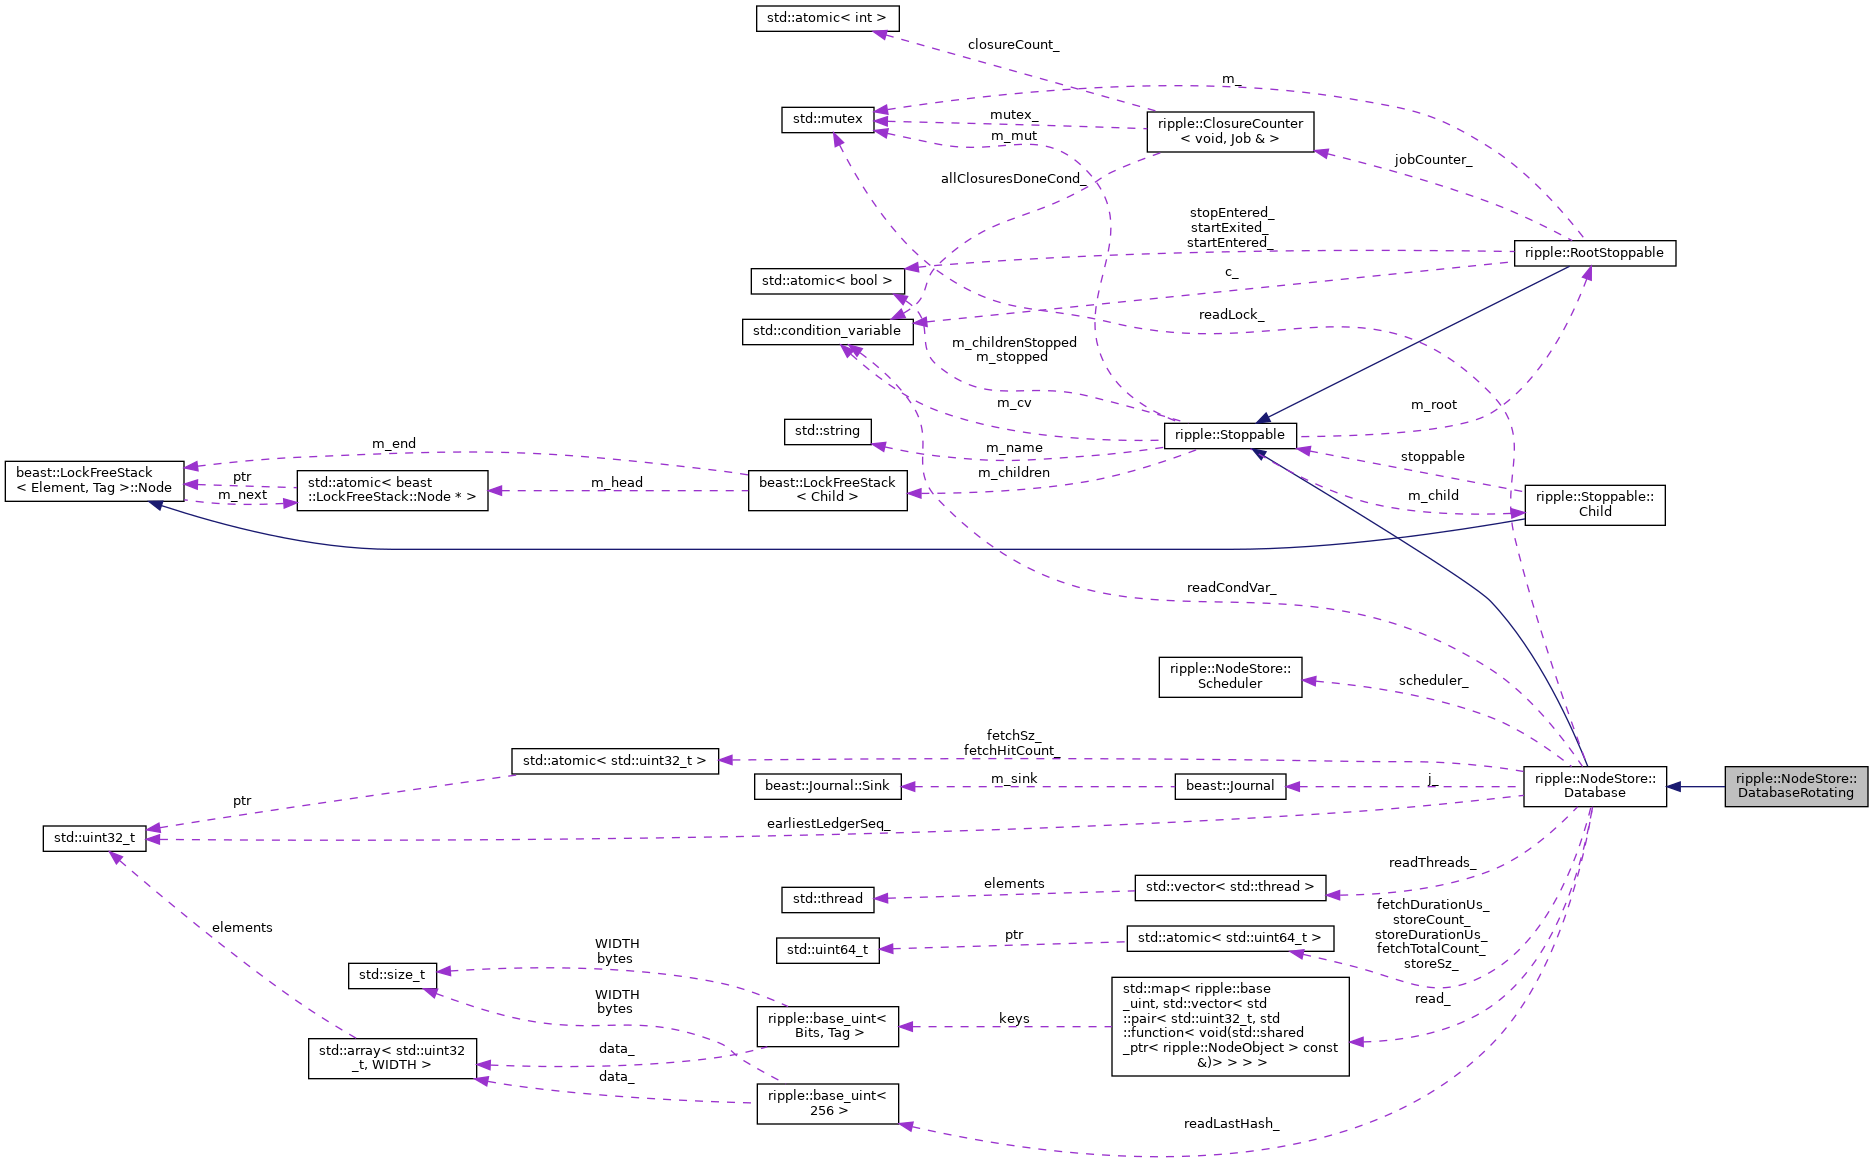 std::atomic< int >
closureCount_
m_
std::mutex
mutex_
m_mut
ripple::ClosureCounter
< void, Job & >
jobCounter_
allClosuresDoneCond_
stopEntered_
startExited_
startEntered_
ripple::RootStoppable
std::atomic< bool >
c_
std::condition_variable
readLock_
m_childrenStopped
m_stopped
m_cv
m_root
std::string
ripple::Stoppable
m_name
m_end
beast::LockFreeStack
< Element, Tag >::Node
ptr
m_next
std::atomic< beast
::LockFreeStack::Node * >
m_head
beast::LockFreeStack
< Child >
m_children
stoppable
m_child
ripple::Stoppable::
Child
readCondVar_
ripple::NodeStore::
Scheduler
scheduler_
fetchSz_
fetchHitCount_
std::atomic< std::uint32_t >
beast::Journal::Sink
m_sink
beast::Journal
j_
ripple::NodeStore::
Database
ripple::NodeStore::
DatabaseRotating
ptr
std::uint32_t
earliestLedgerSeq_
readThreads_
std::thread
elements
std::vector< std::thread >
elements
fetchDurationUs_
storeCount_
storeDurationUs_
fetchTotalCount_
storeSz_
std::uint64_t
ptr
std::atomic< std::uint64_t >
WIDTH
bytes
std::size_t
WIDTH
bytes
ripple::base_uint<
Bits, Tag >
keys
std::map< ripple::base
_uint, std::vector< std
::pair< std::uint32_t, std
::function< void(std::shared
_ptr< ripple::NodeObject > const
&)> > > >
read_
std::array< std::uint32
_t, WIDTH >
data_
data_
ripple::base_uint<
256 >
readLastHash_